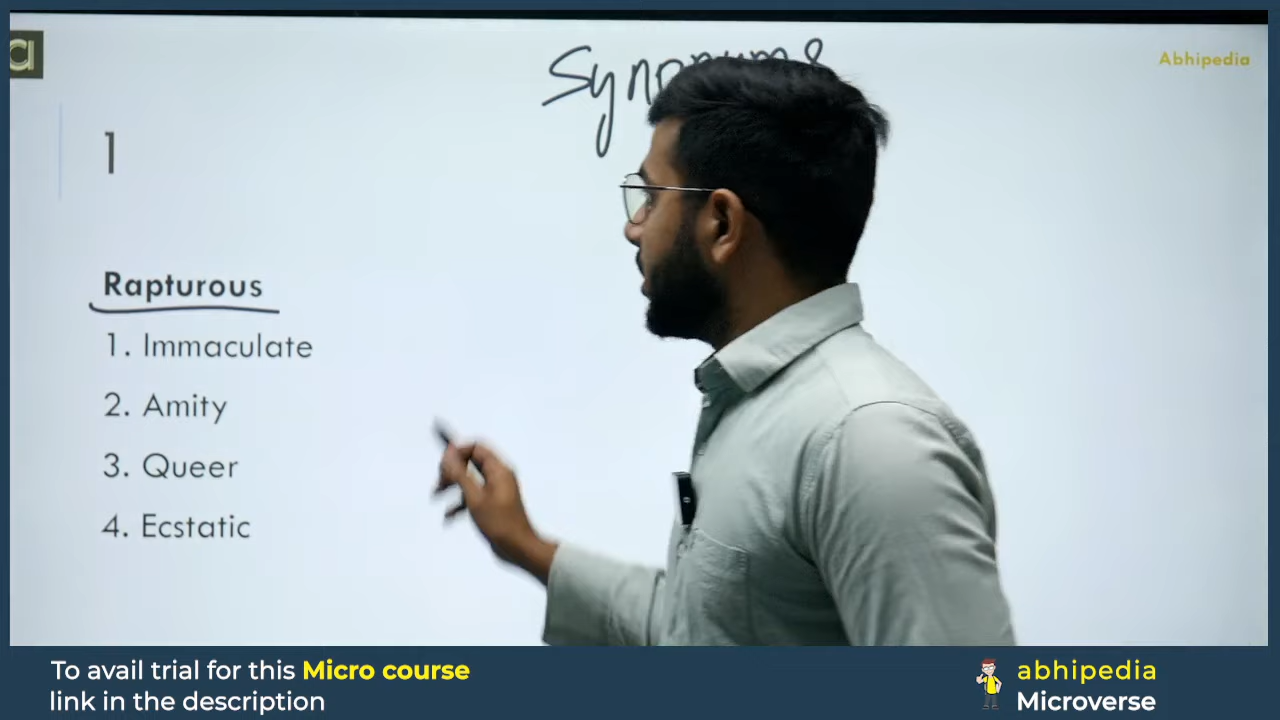 a
Abhipedia
1
Rapturous
1. Immaculate
2. Amity
3. Queer
4. Ecstatic
To avail trial for this Micro course
link in the description
abhipedia
Microverse